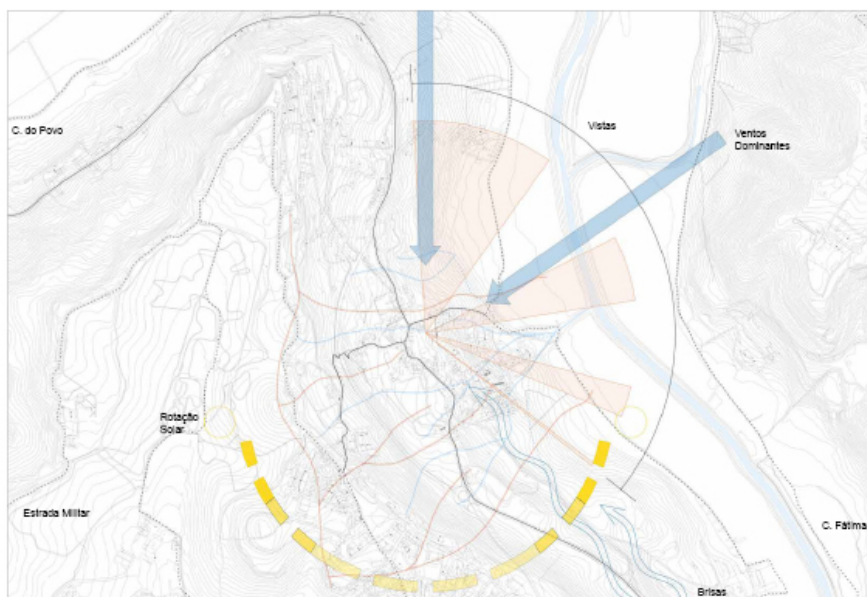 Vistas
C. do Povo
Ventos
Dominantes
Rotação
Solar
Estrada Militar
C. Fátima
Brisas